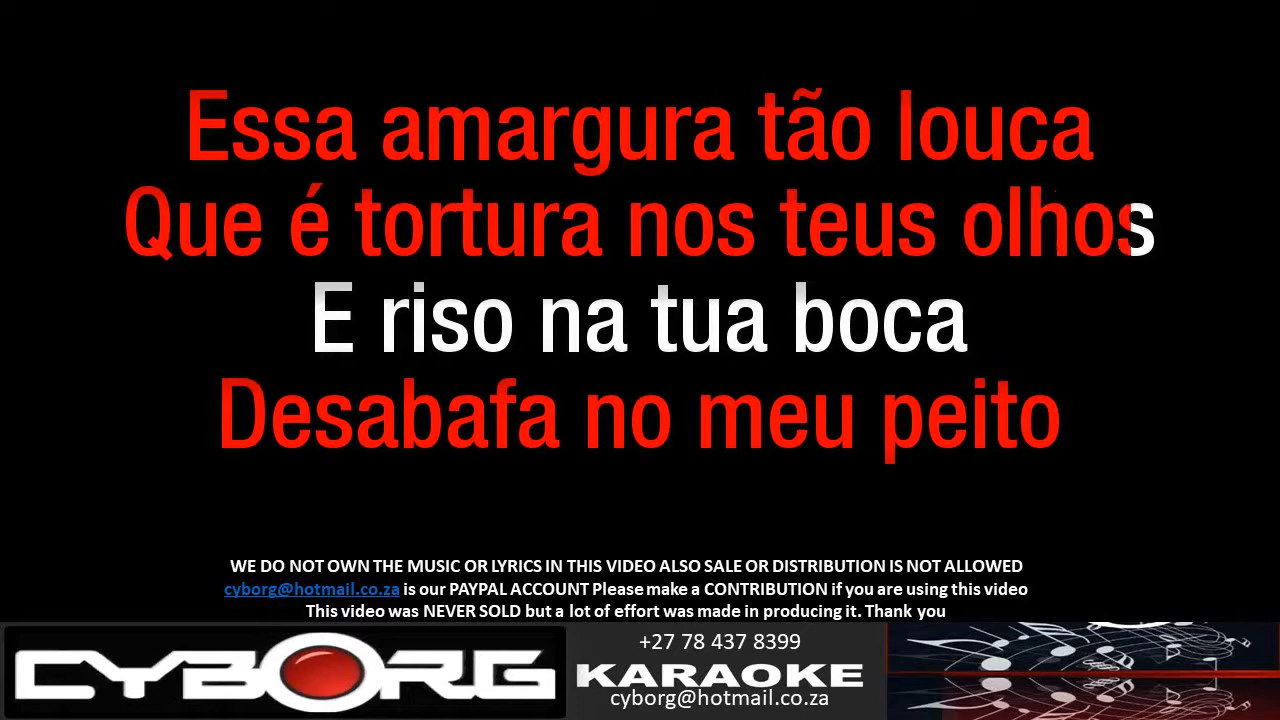 Essa amargura tão louca
Que é tortura nos teus olhos
E riso na tua boca
Desabafa no meu peito
WE DO NOT OWN THE MUSIC OR LYRICS IN THIS VIDEO ALSO SALE OR DISTRIBUTION IS NOT ALLOWED
cyborg@hotmail.co.za is our PAYPAL ACCOUNT Please make a CONTRIBUTION if you are using this video
This video was NEVER SOLD but a lot of effort was made in producing it. Thank you
CYBORG
+27 78 437 8399
KARAOKE
cyborg@hotmail.co.za